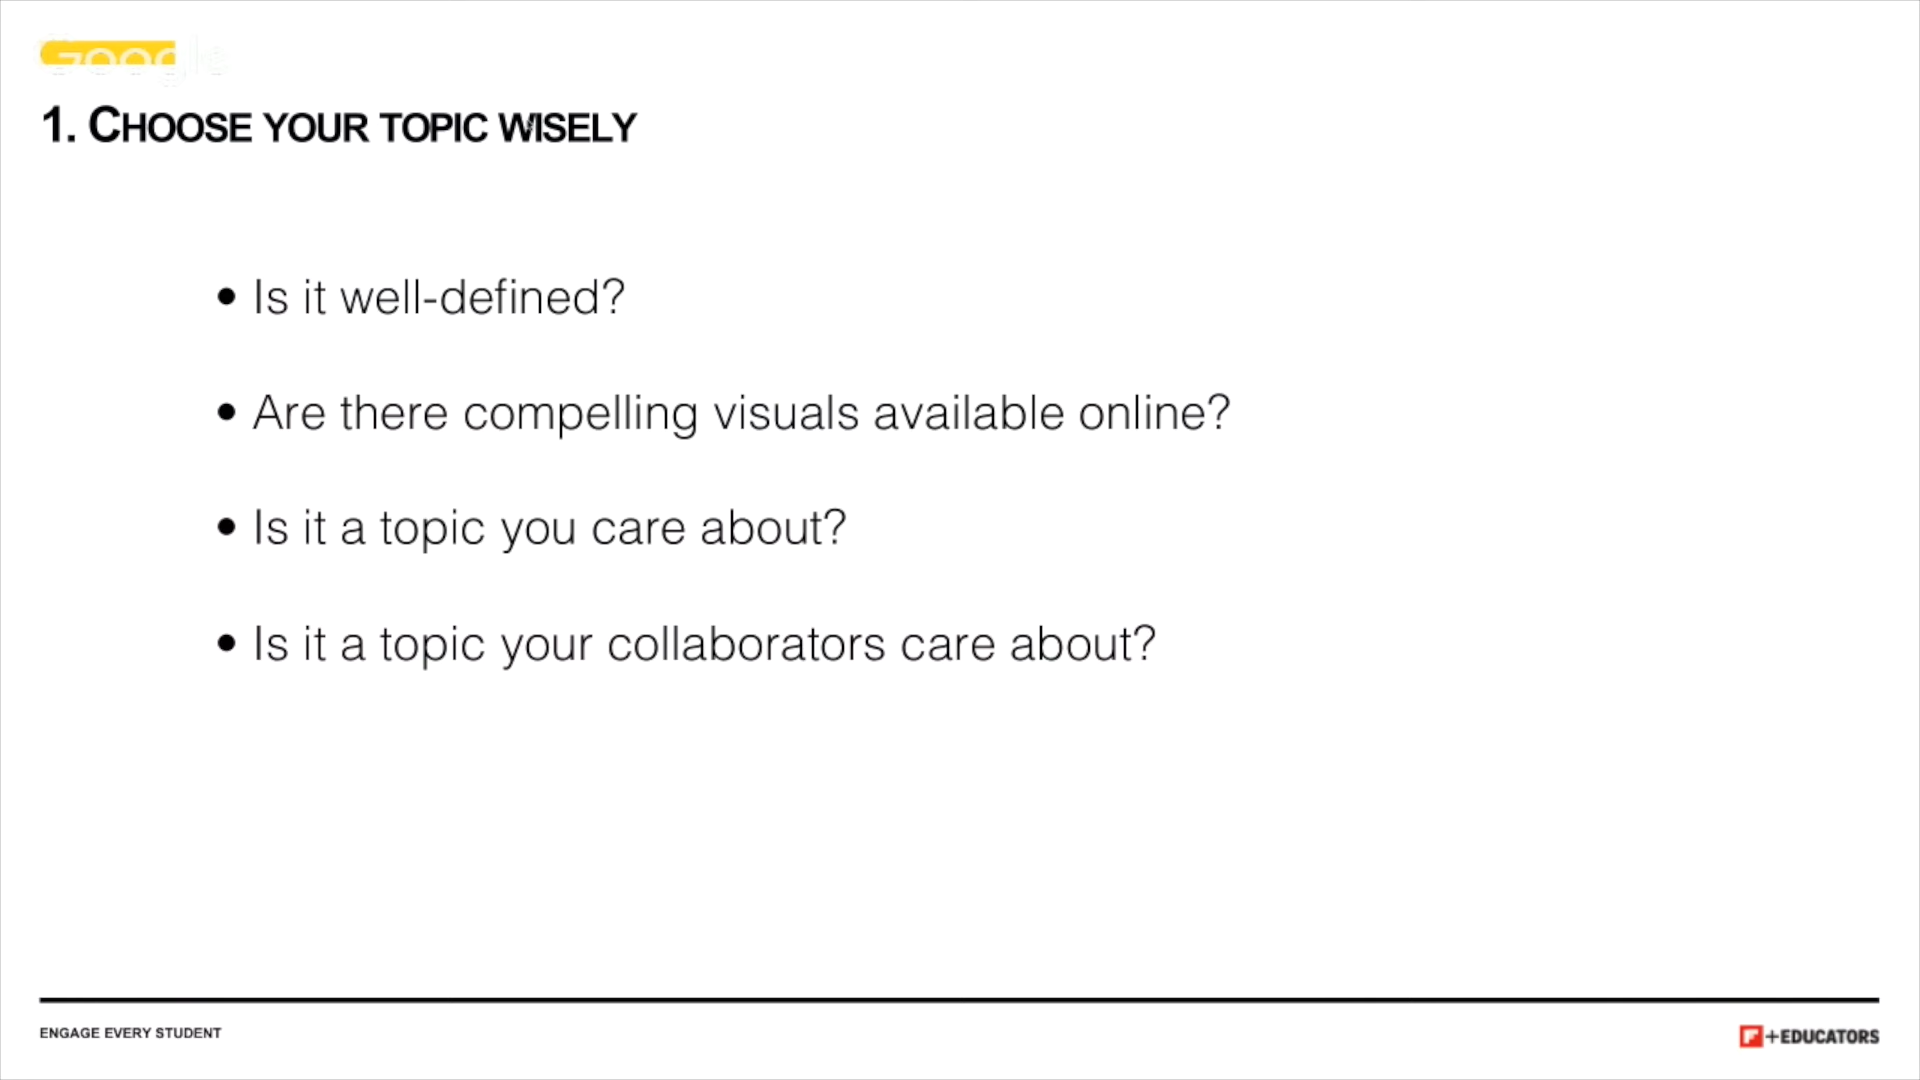 Google
1. CHOOSE YOUR TOPIC WISELY
• Is it well-defined?
• Are there compelling visuals available online?
• Is it a topic you care about?
• Is it a topic your collaborators care about?
ENGAGE EVERY STUDENT
+EDUCATORS